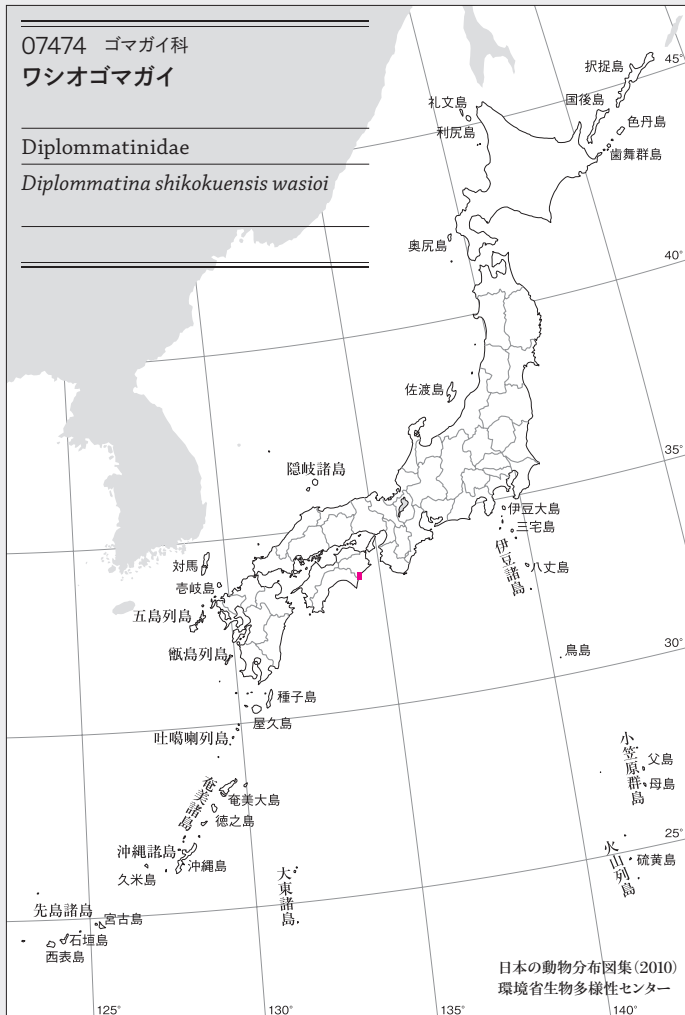 07474 ゴマガイ科
ワシオゴマガイ
Diplommatinidae
Diplommatina shikokuensis wasioi
択捉島
45°
礼文島
国後島
色丹島
利尻島
歯舞群島
奥尻島
40°
佐渡島
35°
隠岐諸島
伊豆大島
三宅島
伊豆諸島
八丈島
対馬
壱岐島
五島列島
甑島列島
鳥島
30°
種子島
屋久島
吐噶喇列島
小笠原群島
父島
母島
奄美諸島
奄美大島
徳之島
25°
沖縄諸島
沖縄島
久米島
火山列島
硫黄島
大東諸島
先島諸島
宮古島
石垣島
西表島
日本の動物分布図集(2010)
環境省生物多様性センター
125°
130°
135°
140°